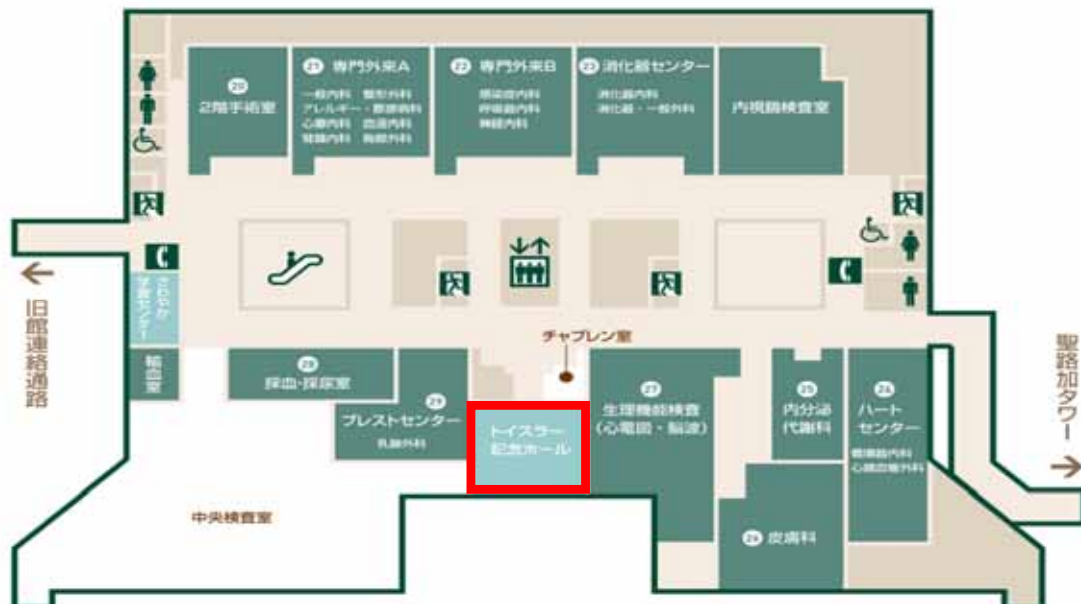 20
2階手術室
21 専門外来A
一般内科 整形外科
アレルギー・膠原病科
心療内科 血液内科
腎臓内科 胸部外科
22 専門外来B
感染症内科
呼吸器内科
神経内科
23 消化器センター
消化器内科
消化器・一般外科
内視鏡検査室
旧館連絡通路
さわやか
学習センター
輸血室
28
採血・採尿室
29
ブレストセンター
乳腺外科
チャプレン室
トイスラー
記念ホール
27
生理機能検査
(心電図・脳波)
25
内分泌
代謝科
24
ハート
センター
循環器内科
心臓血管外科
皮膚科
中央検査室
聖路加タワー